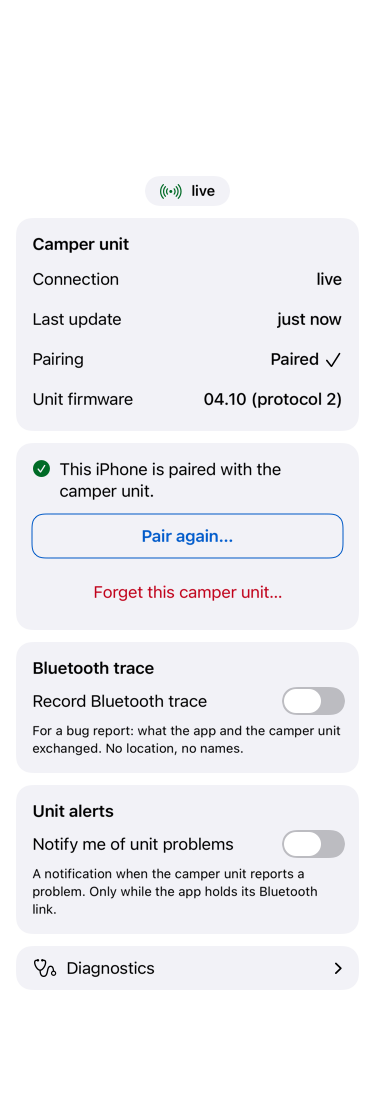 live
Camper unit
Connection live
Last update just now
Pairing Paired
Unit firmware 04.10 (protocol 2)
This iPhone is paired with the
camper unit.
Pair again...
Forget this camper unit...
Bluetooth trace
Record Bluetooth trace
For a bug report: what the app and the camper unit
exchanged. No location, no names.
Unit alerts
Notify me of unit problems
A notification when the camper unit reports a
problem. Only while the app holds its Bluetooth
link.
Diagnostics